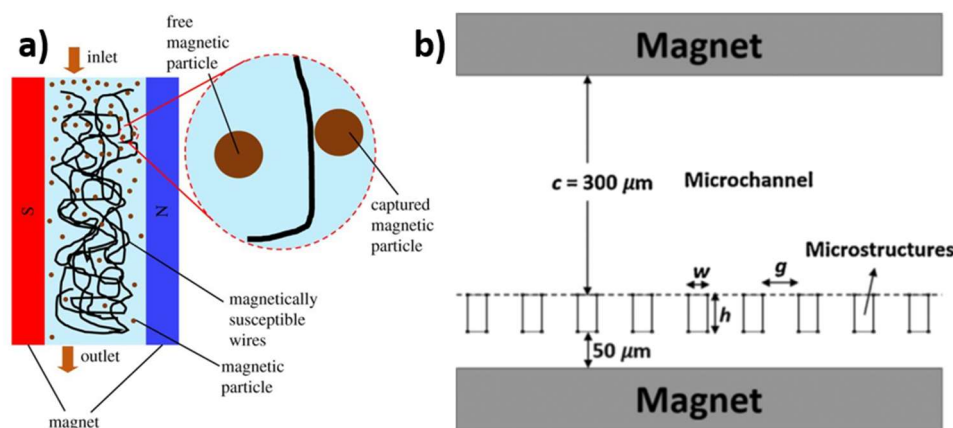 a)
inlet
free
magnetic
particle
S
N
captured
magnetic
particle
magnetically
susceptible
wires
magnetic
particle
outlet
magnet
b)
Magnet
c = 300 μm
Microchannel
Microstructures
w
g
h
50 μm
Magnet